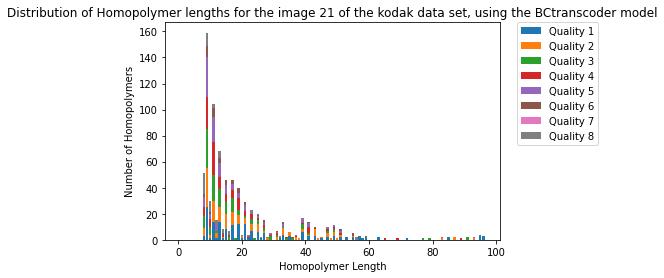 Distribution of Homopolymer lengths for the image 21 of the kodak data set, using the BCtranscoder model
Number of Homopolymers
160
140
120
100
80
60
40
20
0
0 20 40 60 80 100
Homopolymer Length
Quality 1
Quality 2
Quality 3
Quality 4
Quality 5
Quality 6
Quality 7
Quality 8